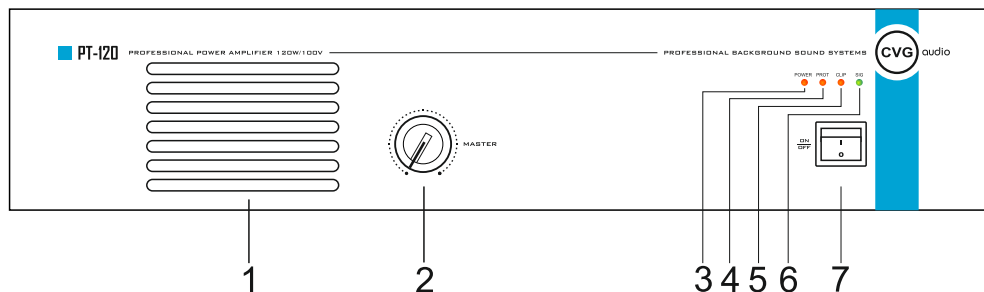 PT-120 PROFESSIONAL POWER AMPLIFIER 120W/100V PROFESSIONAL BACKGROUND SOUND SYSTEMS CVG audio
POWER PROT CLIP SIG
MASTER
ON
OFF
I
O
1 2 3 4 5 6 7